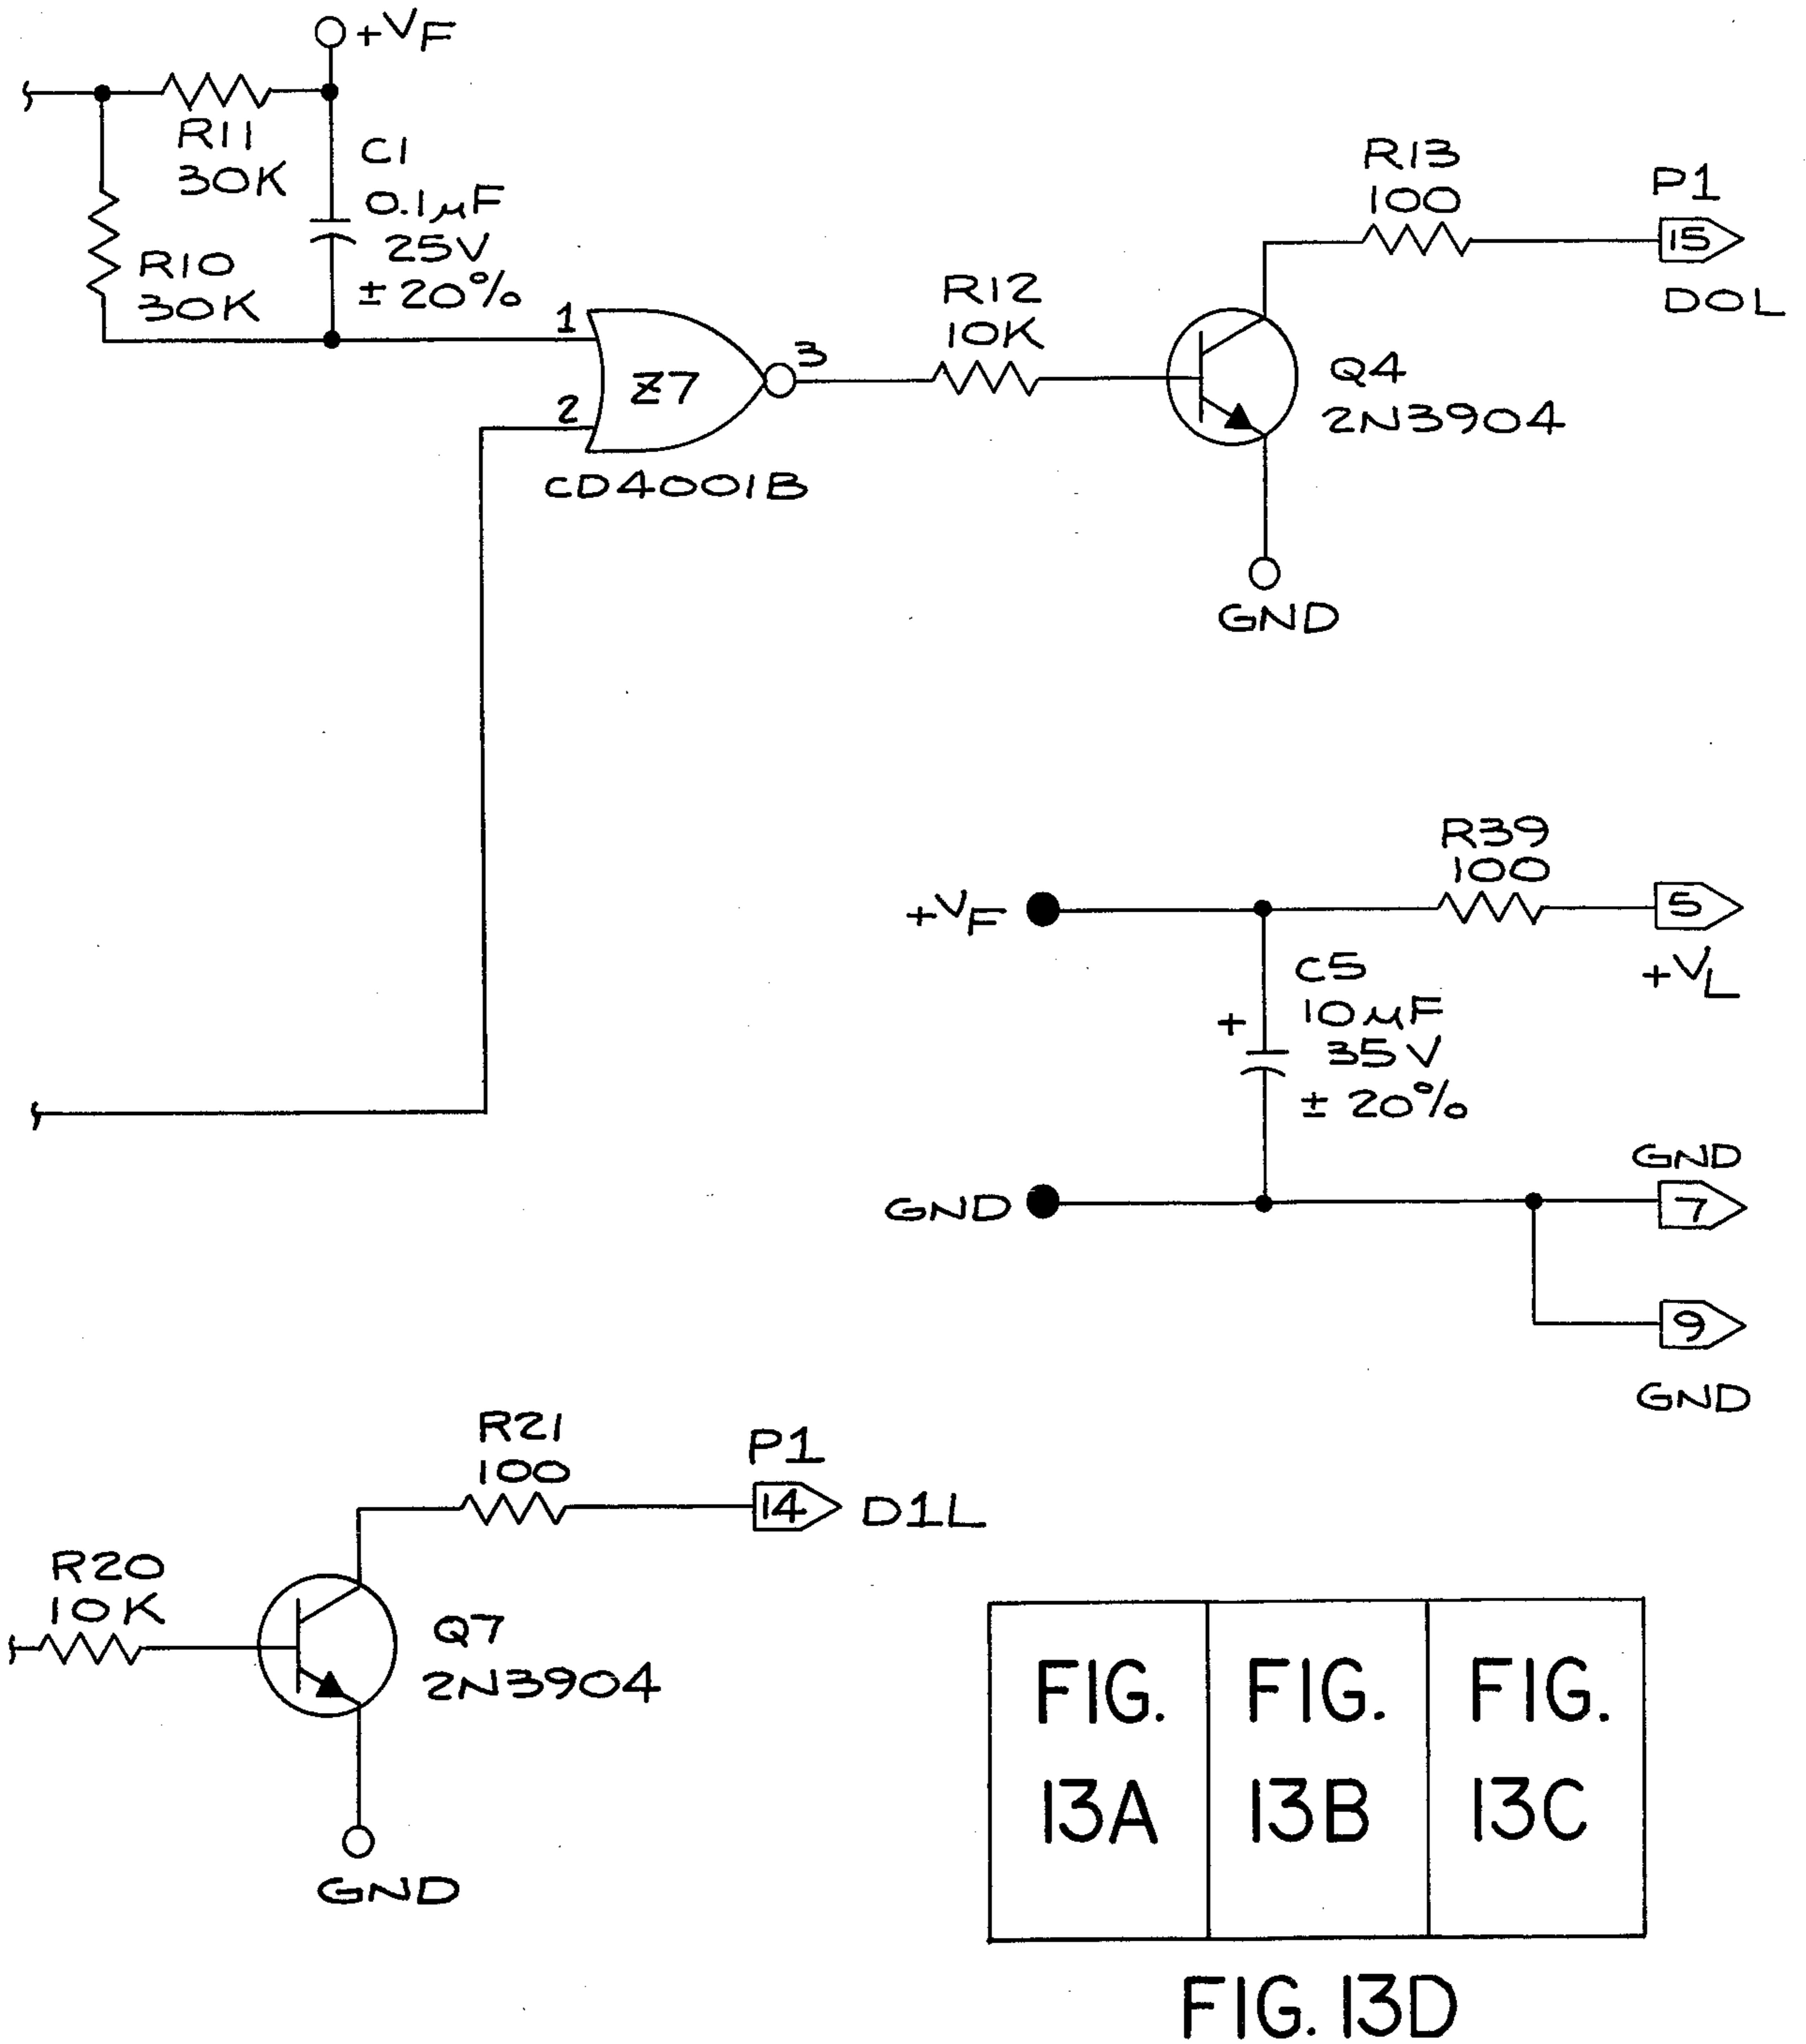 +VF
R11
30K
C1
0.1µF
25V
±20%
R10
30K
1
2
Z7
3
CD4001B
R12
10K
R13
100
P1
15
DOL
Q4
2N3904
GND
R39
100
+VF
5
+VL
C5
+
10µF
35V
± 20%
GND
GND
7
9
GND
R21
100
P1
14
D1L
R20
10K
Q7
2N3904
GND
FIG.
13A
FIG.
13B
FIG.
13C
FIG. 13D